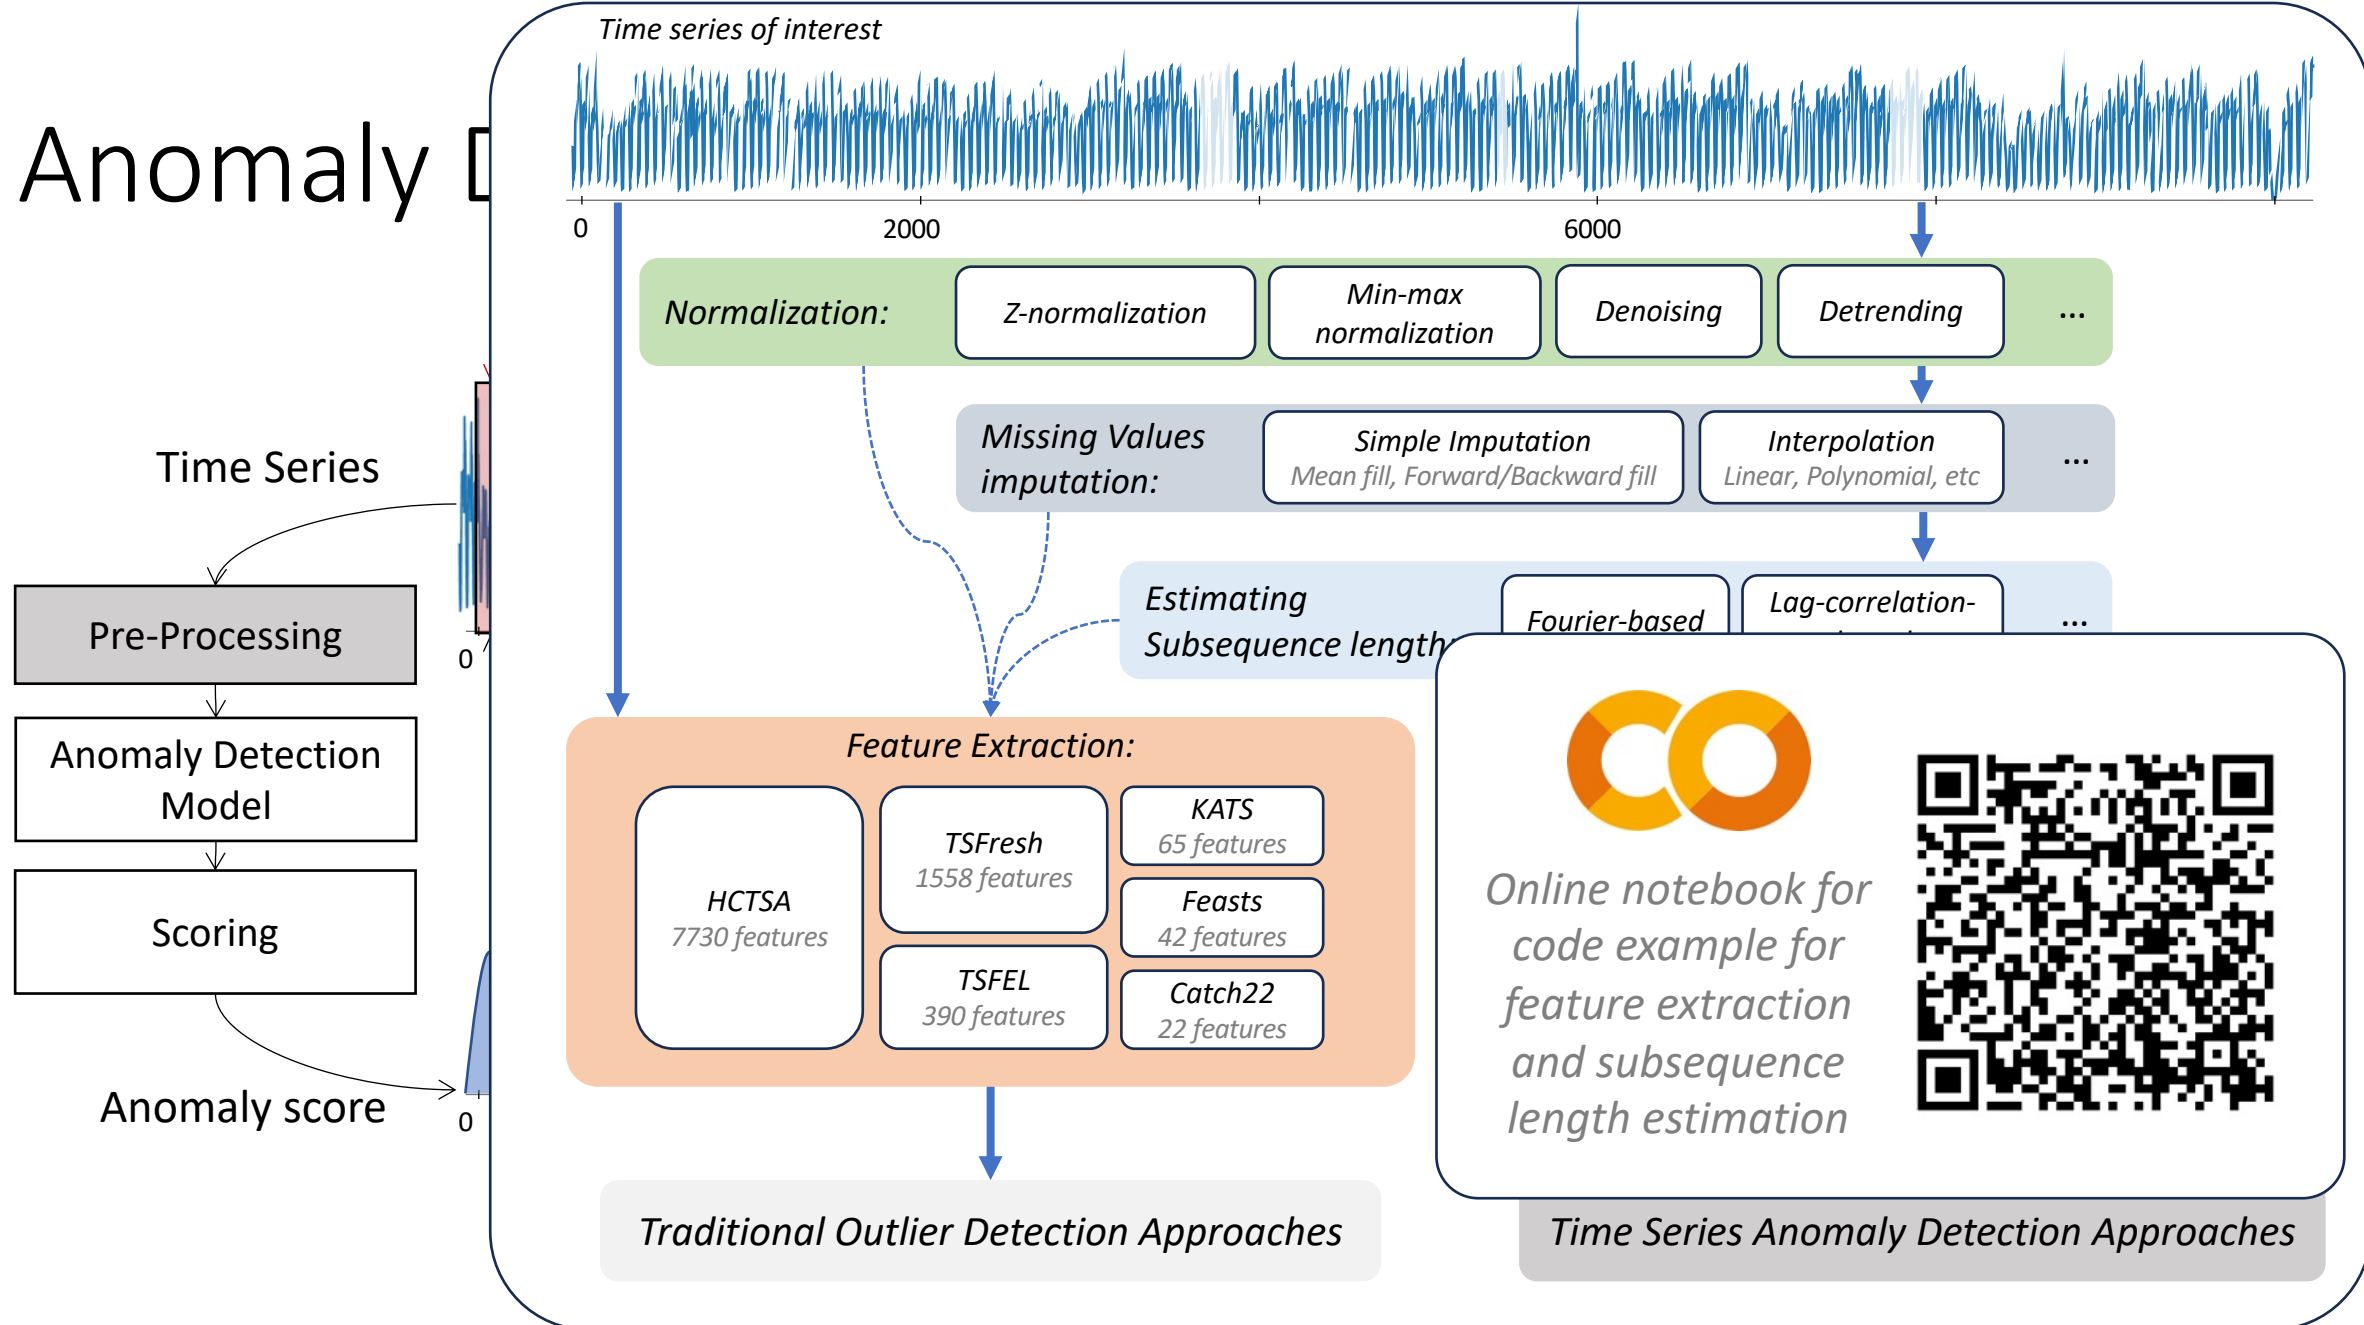 Anomaly
Time Series
Pre-Processing
Anomaly Detection
Model
Scoring
Anomaly score
0
0
Time series of interest
0
2000
6000
Normalization:
Z-normalization
Min-max
normalization
Denoising
Detrending
...
Missing Values
imputation:
Simple Imputation
Mean fill, Forward/Backward fill
Interpolation
Linear, Polynomial, etc
...
Estimating
Subsequence length
Fourier-based
Lag-correlation-
...
Feature Extraction:
HCTSA
7730 features
TSFresh
1558 features
TSFEL
390 features
KATS
65 features
Feasts
42 features
Catch22
22 features
Online notebook for
code example for
feature extraction
and subsequence
length estimation
Traditional Outlier Detection Approaches
Time Series Anomaly Detection Approaches